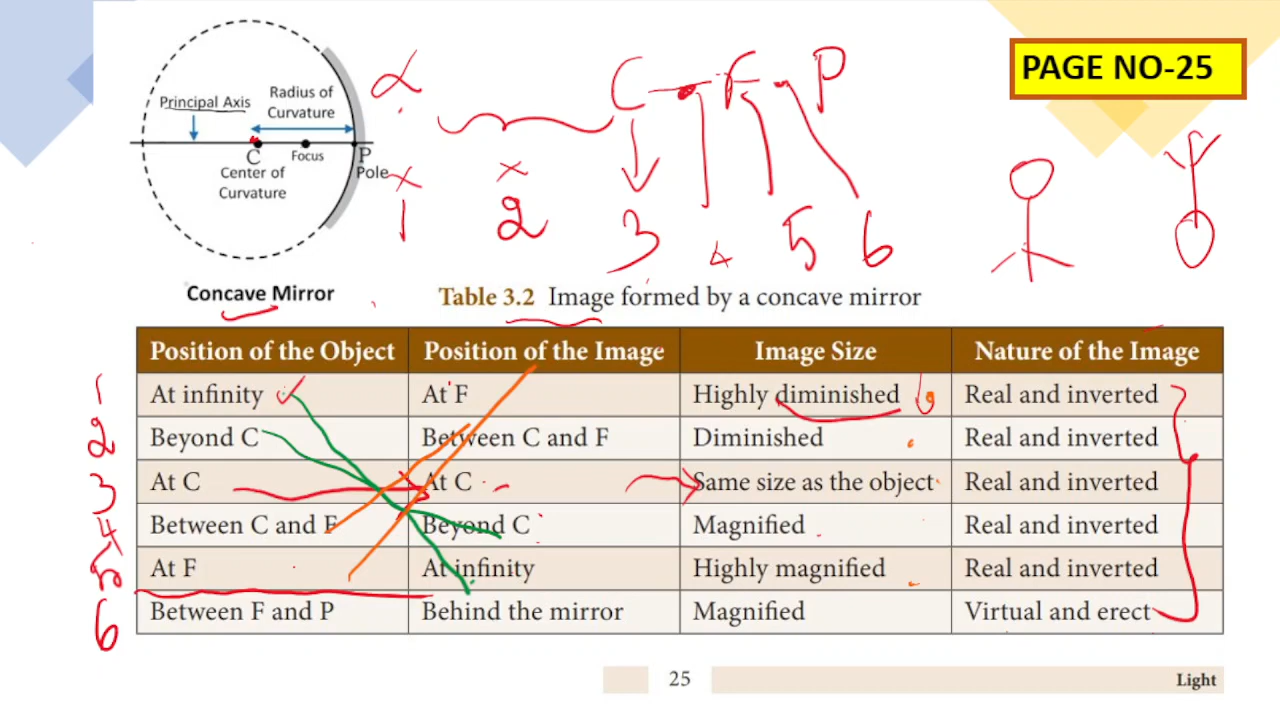 PAGE NO-25
Principal Axis
Radius of
Curvature
C
Focus
P
Center of
Curvature
Pole
Concave Mirror
C F P
1 2 3 4 5 6
Table 3.2 Image formed by a concave mirror
Position of the Object Position of the Image Image Size Nature of the Image
1 At infinity At F Highly diminished Real and inverted
2 Beyond C Between C and F Diminished Real and inverted
3 At C At C Same size as the object Real and inverted
4 Between C and F Beyond C Magnified Real and inverted
5 At F At infinity Highly magnified Real and inverted
6 Between F and P Behind the mirror Magnified Virtual and erect
25 Light